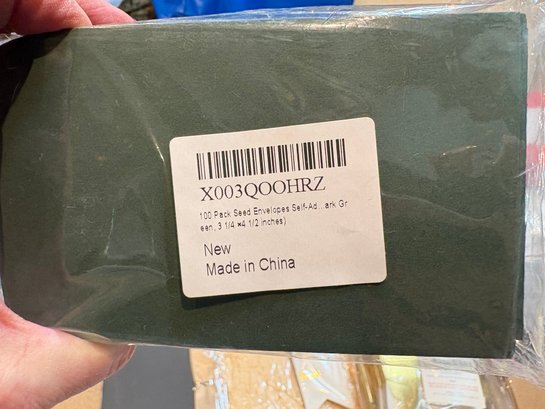 X003QOOHRZ
100 Pack Seed Envelopes Self-Ad...ark Gr
een, 3 1/4 ×4 1/2 inches)
New
Made in China